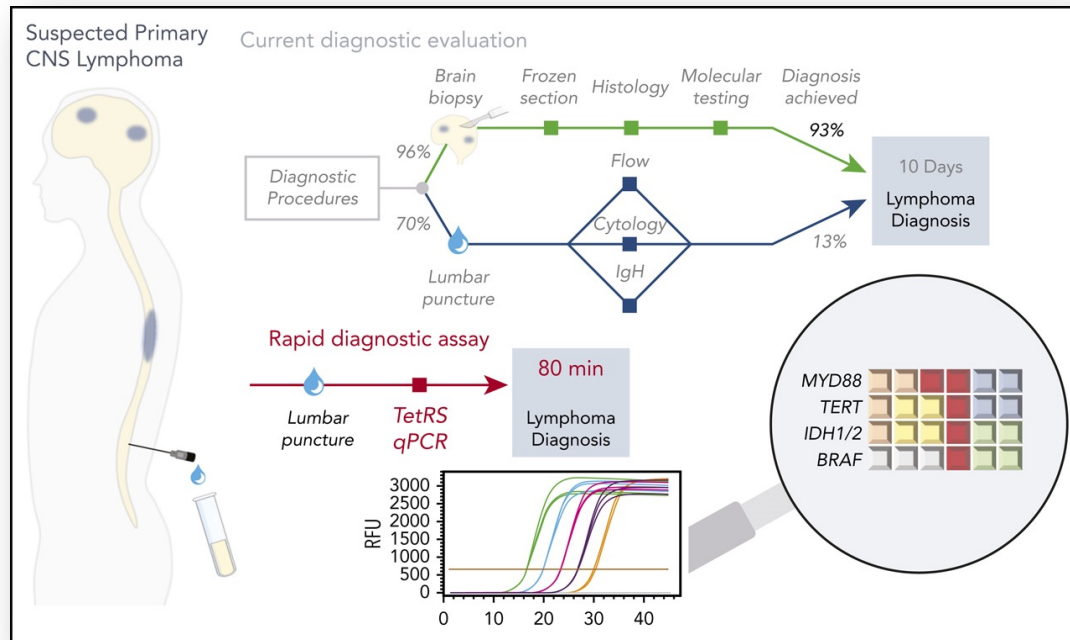 Suspected Primary
CNS Lymphoma
Current diagnostic evaluation
Brain
biopsy
Frozen
section
Histology
Molecular
testing
Diagnosis
achieved
96%
93%
Diagnostic
Procedures
Flow
10 Days
Lymphoma
Diagnosis
70%
Cytology
13%
Lumbar
puncture
IgH
Rapid diagnostic assay
80 min
Lumbar
puncture
TetRS
qPCR
Lymphoma
Diagnosis
MYD88
TERT
IDH1/2
BRAF
RFU
3000
2500
2000
1500
1000
500
0
0 10 20 30 40